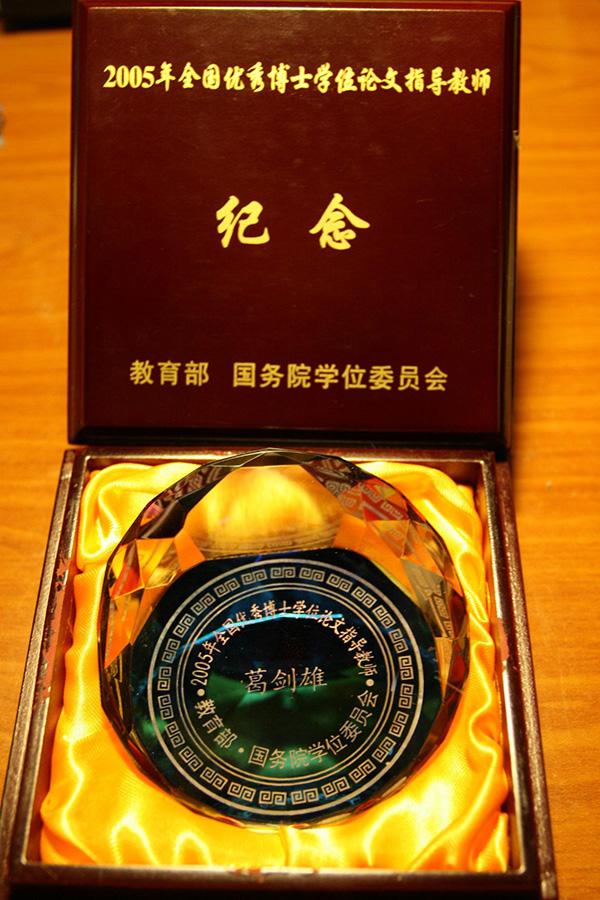 2005年全国优秀博士学位论文指导教师
纪念
教育部 国务院学位委员会
·2005年全国优秀博士学位论文指导教师·
葛剑雄
教育部·国务院学位委员会